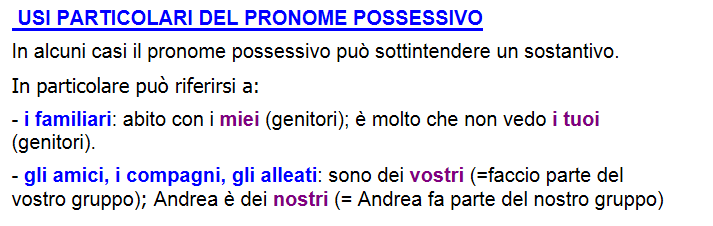 USI PARTICOLARI DEL PRONOME POSSESSIVO
In alcuni casi il pronome possessivo può sottintendere un sostantivo.
In particolare può riferirsi a:
- i familiari: abito con i miei (genitori); è molto che non vedo i tuoi
(genitori).
- gli amici, i compagni, gli alleati: sono dei vostri (=faccio parte del
vostro gruppo); Andrea è dei nostri (= Andrea fa parte del nostro gruppo)